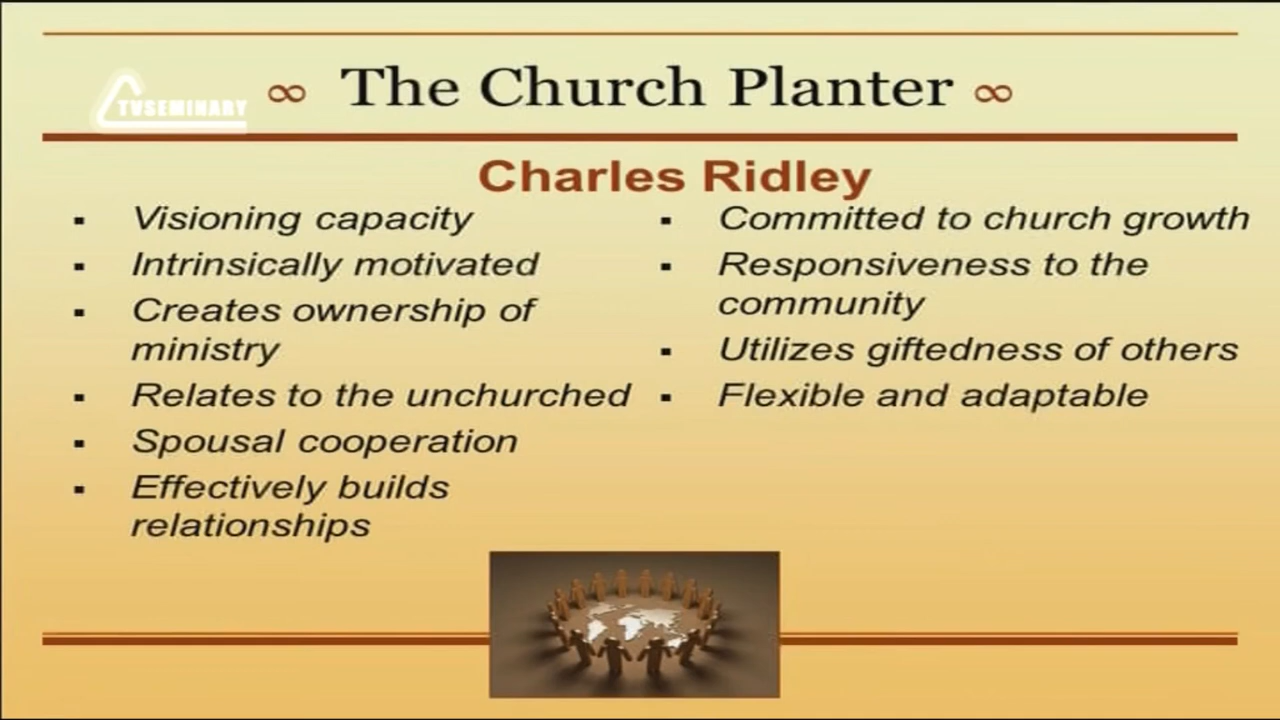 The Church Planter
TVSEMINARY
Charles Ridley
▪ Visioning capacity
▪ Intrinsically motivated
▪ Creates ownership of
ministry
▪ Relates to the unchurched
▪ Spousal cooperation
▪ Effectively builds
relationships
▪ Committed to church growth
▪ Responsiveness to the
community
▪ Utilizes giftedness of others
▪ Flexible and adaptable